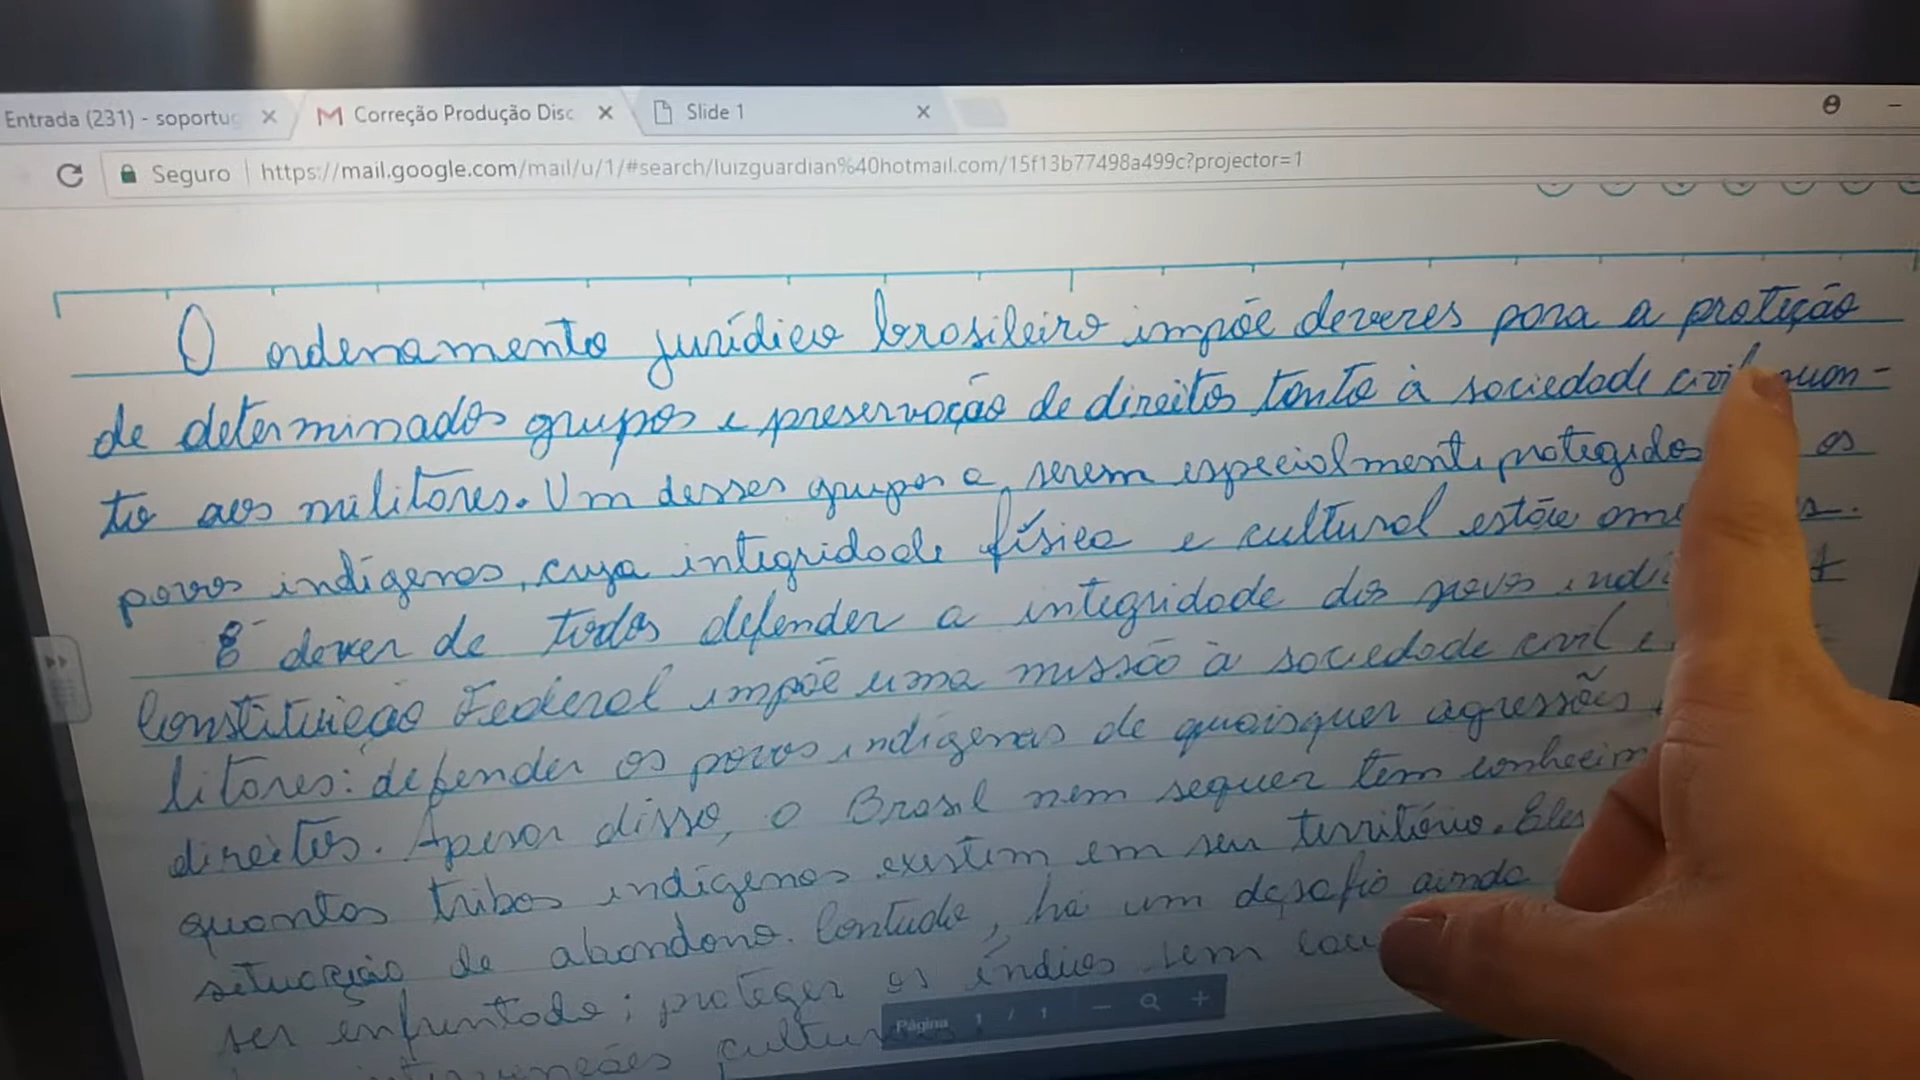 Entrada (231) - soportug
Correção Produção Disc
Slide 1
Seguro
https://mail.google.com/mail/u/1/#search/luizguardian%40hotmail.com/15f13b77498a499c?projector=1
O ordenamento jurídico brasileiro impõe deveres para a proteção
de determinados grupos e preservação de direitos tanto à sociedade civil quan-
to aos militares. Um desses grupos a serem especialmente protegidos os
povos indígenas, cuja integridade física e cultural estão
É dever de todos defender a integridade dos povos
Constituição Federal impõe uma missão à sociedade civil e
litares: defender os povos indígenas de quaisquer agressões
direitos. Apesar disso, o Brasil nem sequer tem
quantas tribos indígenas existem em seu território. Eles
situação de abandono. Contudo, há um desafio ainda
ser enfrentado; proteger os índios sem
Página 1 / 1